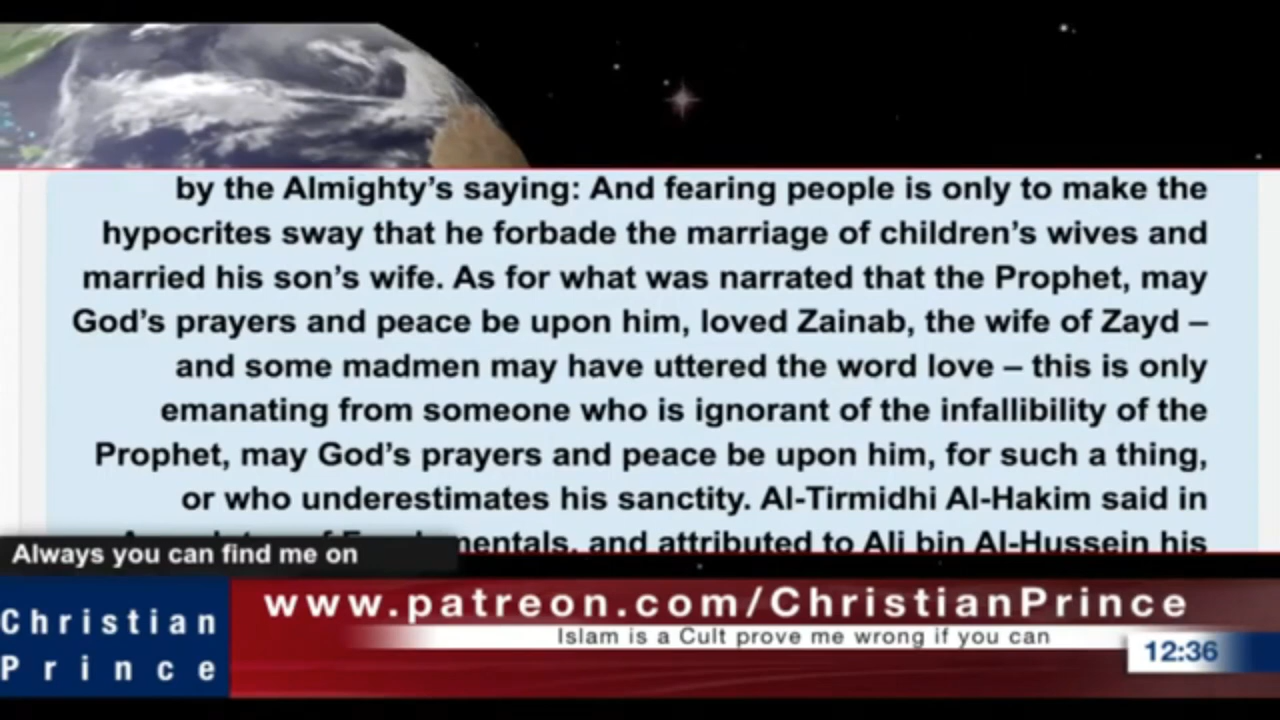 by the Almighty's saying: And fearing people is only to make the
hypocrites sway that he forbade the marriage of children's wives and
married his son's wife. As for what was narrated that the Prophet, may
God's prayers and peace be upon him, loved Zainab, the wife of Zayd –
and some madmen may have uttered the word love – this is only
emanating from someone who is ignorant of the infallibility of the
Prophet, may God's prayers and peace be upon him, for such a thing,
or who underestimates his sanctity. Al-Tirmidhi Al-Hakim said in
and attributed to Ali bin Al-Hussein his
Always you can find me on
www.patreon.com/ChristianPrince
Islam is a Cult prove me wrong if you can
Christian
Prince
12:36